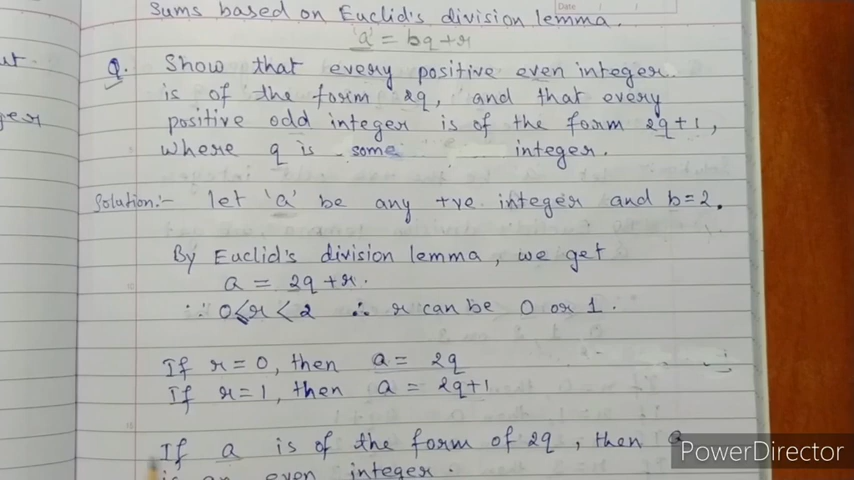 Sums based on Euclid's division lemma.
Date / /
'a' = bq+r
Q. Show that every positive even integer
is of the form 2q, and that every
positive odd integer is of the form 2q+1,
where q is some integer.
Solution:- let 'a' be any +ve integer and b=2.
By Euclid's division lemma, we get
a = 2q+r.
∵ 0≤r<2 ∴ r can be 0 or 1.
If r=0, then a= 2q
If r=1, then a = 2q+1
If a is of the form of 2q, then a
is an even integer.
PowerDirector